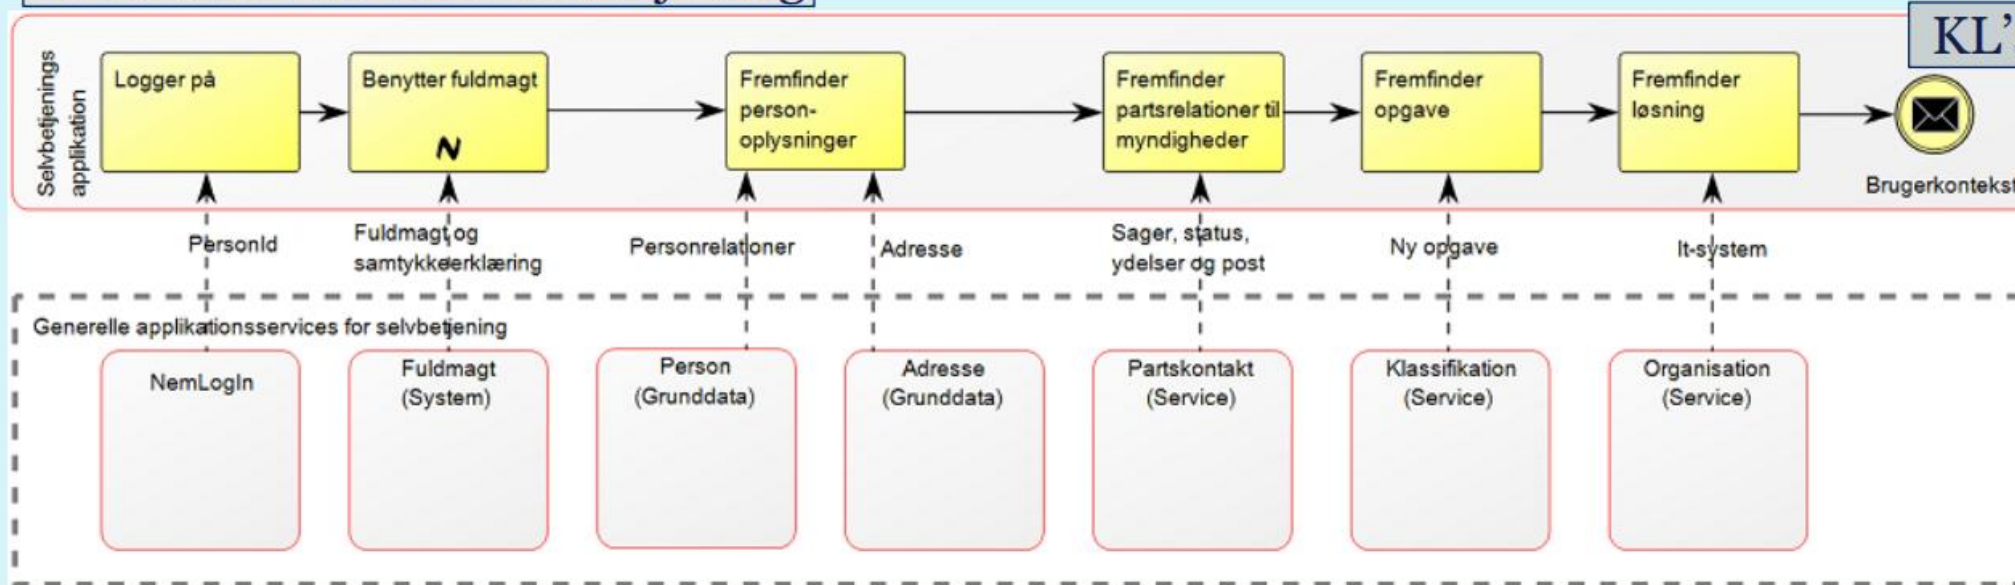 KL'
Selvbetjenings
applikation
Logger på
Benytter fuldmagt
Fremfinder
person-
oplysninger
Fremfinder
partsrelationer til
myndigheder
Fremfinder
opgave
Fremfinder
løsning
Brugerkontekst
PersonId
Fuldmagt og
samtykkeerklæring
Personrelationer
Adresse
Sager, status,
ydelser og post
Ny opgave
It-system
Generelle applikationsservices for selvbetjening
NemLogIn
Fuldmagt
(System)
Person
(Grunddata)
Adresse
(Grunddata)
Partskontakt
(Service)
Klassifikation
(Service)
Organisation
(Service)